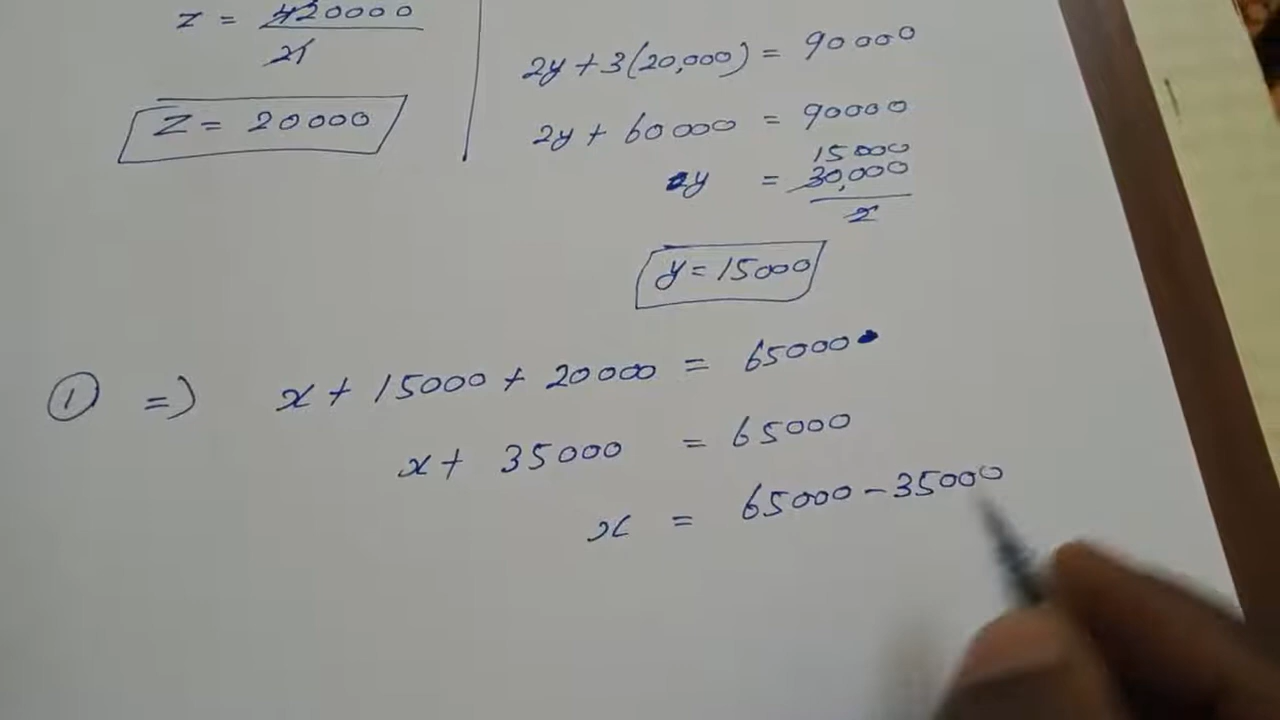 z = 420000
21
Z = 20000
2y + 3(20,000) = 90000
2y + 60000 = 90000
15000
2y = 30,000
2
y = 15000
① => x + 15000 + 20000 = 65000
x + 35000 = 65000
x = 65000 - 35000